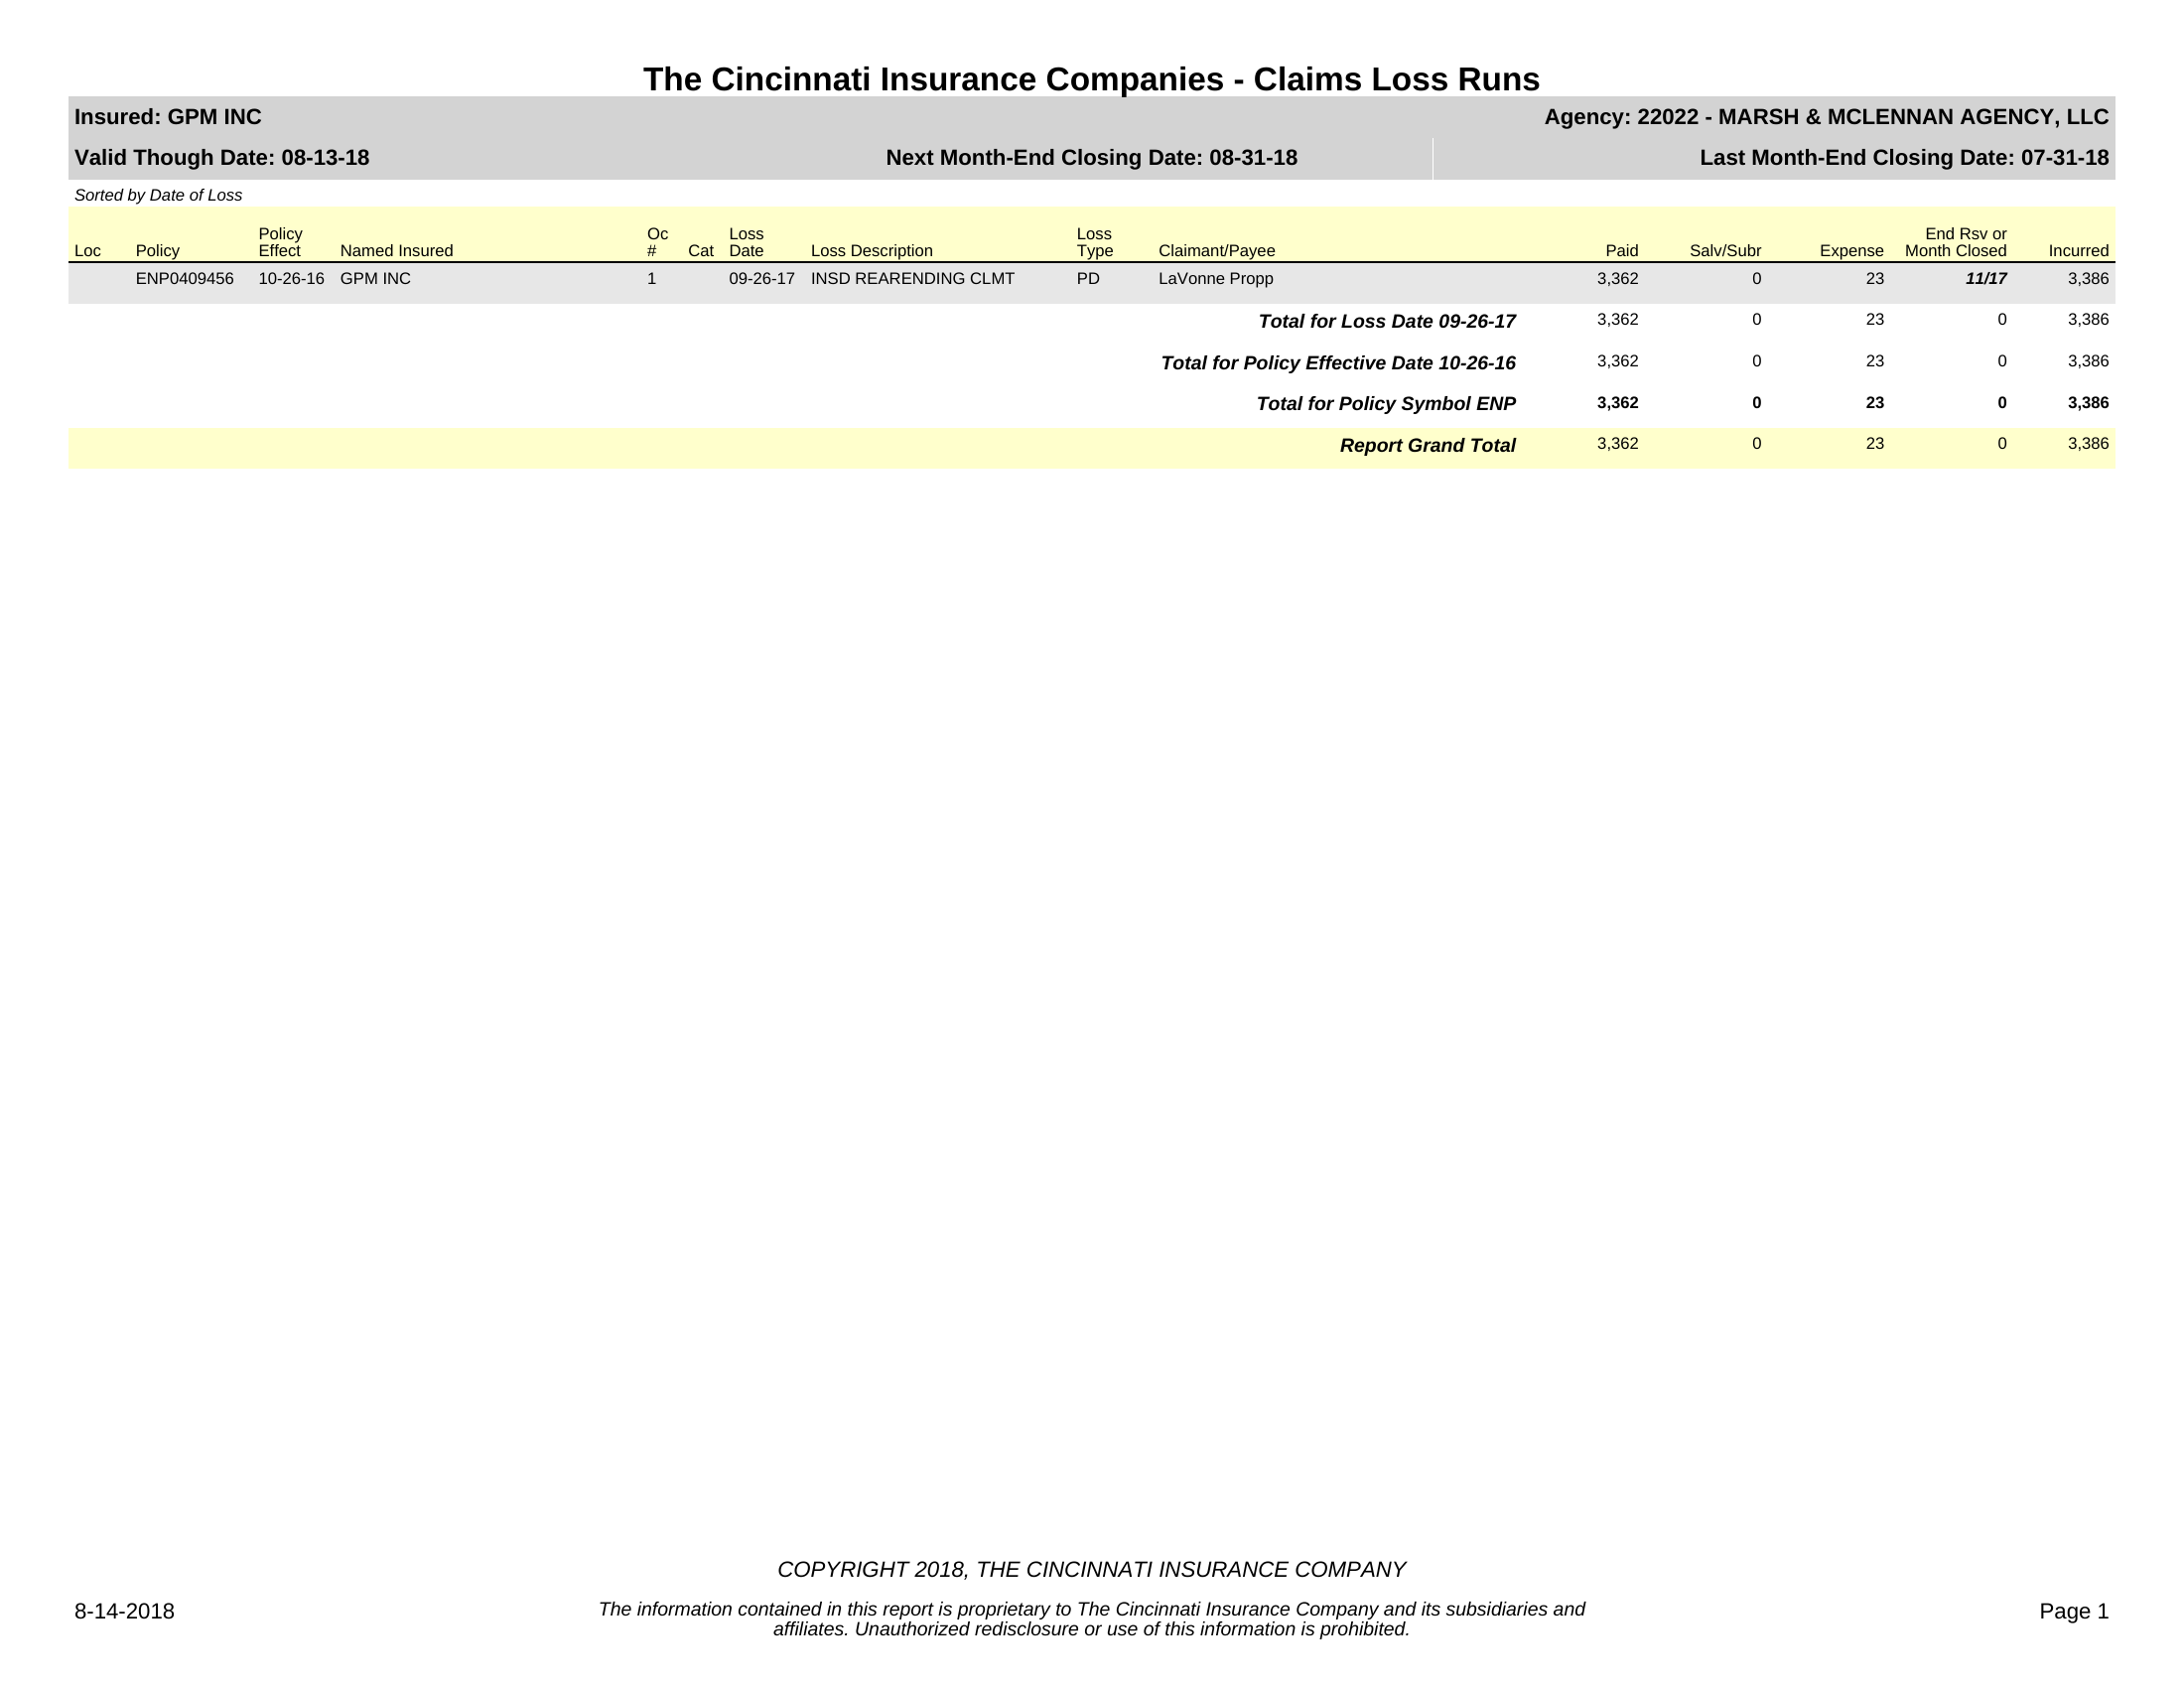 The Cincinnati Insurance Companies - Claims Loss Runs
Insured: GPM INC Agency: 22022 - MARSH & MCLENNAN AGENCY, LLC
Valid Though Date: 08-13-18 Next Month-End Closing Date: 08-31-18 Last Month-End Closing Date: 07-31-18
Sorted by Date of Loss
Policy Oc Loss Loss End Rsv or
Loc Policy Effect Named Insured # Cat Date Loss Description Type Claimant/Payee Paid Salv/Subr Expense Month Closed Incurred
ENP0409456 10-26-16 GPM INC 1 09-26-17 INSD REARENDING CLMT PD LaVonne Propp 3,362 0 23 11/17 3,386
Total for Loss Date 09-26-17 3,362 0 23 0 3,386
Total for Policy Effective Date 10-26-16 3,362 0 23 0 3,386
Total for Policy Symbol ENP 3,362 0 23 0 3,386
Report Grand Total 3,362 0 23 0 3,386
COPYRIGHT 2018, THE CINCINNATI INSURANCE COMPANY
8-14-2018 The information contained in this report is proprietary to The Cincinnati Insurance Company and its subsidiaries and Page 1
affiliates. Unauthorized redisclosure or use of this information is prohibited.